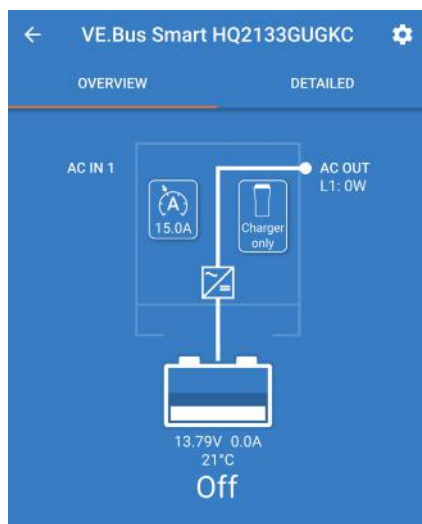 VE.Bus Smart HQ2133GUGKC
OVERVIEW DETAILED
AC IN 1
AC OUT
L1: 0W
A
15.0A
Charger
only
13.79V 0.0A
21°C
Off